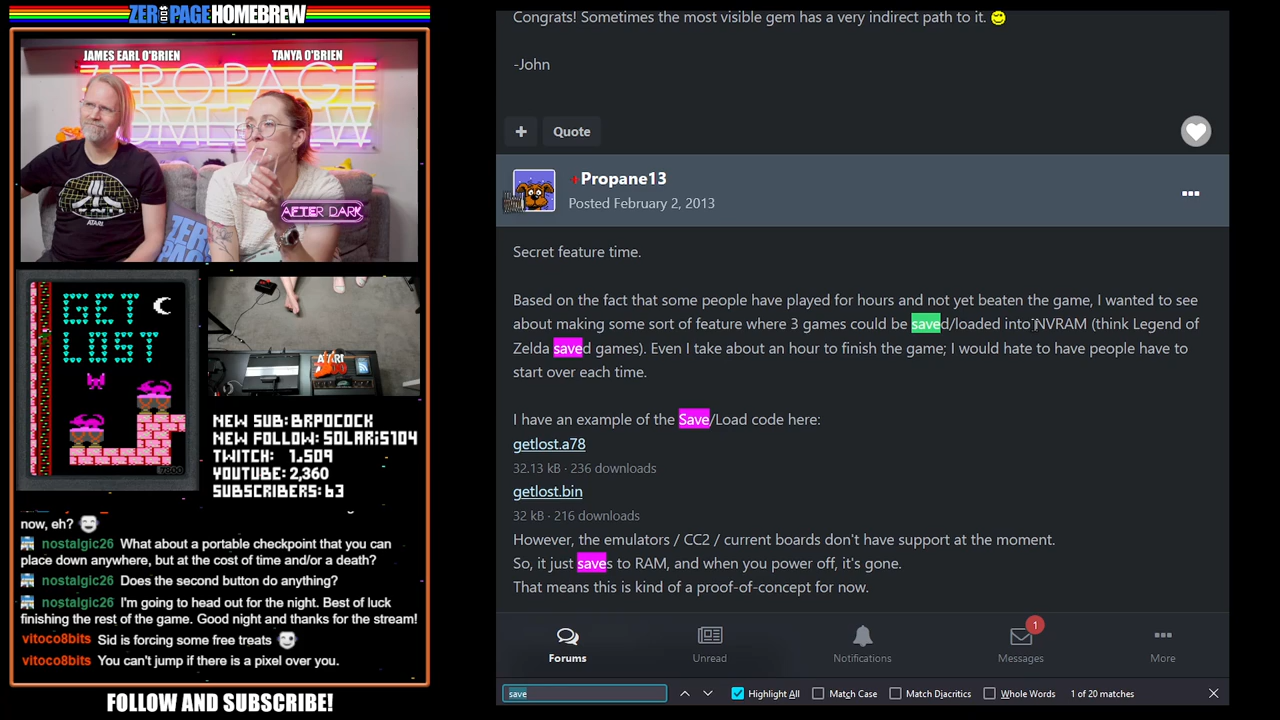 ZEROPAGE HOMEBREW
JAMES EARL O'BRIEN
TANYA O'BRIEN
ZEROPAGE
HOMEBREW
ATARI
AFTER DARK
ZERO
PAGE
GET
LOST
ATARI
NEW SUB: BRPOCOCK
NEW FOLLOW: SOLARIS104
TWITCH: 1,509
YOUTUBE: 2,360
SUBSCRIBERS: 63
now, eh?
nostalgic26 What about a portable checkpoint that you can
place down anywhere, but at the cost of time and/or a death?
nostalgic26 Does the second button do anything?
nostalgic26 I'm going to head out for the night. Best of luck
finishing the rest of the game. Good night and thanks for the stream!
vitoco8bits Sid is forcing some free treats
vitoco8bits You can't jump if there is a pixel over you.
FOLLOW AND SUBSCRIBE!
Congrats! Sometimes the most visible gem has a very indirect path to it.
-John
+ Quote
+Propane13
Posted February 2, 2013
Secret feature time.
Based on the fact that some people have played for hours and not yet beaten the game, I wanted to see
about making some sort of feature where 3 games could be saved/loaded into NVRAM (think Legend of
Zelda saved games). Even I take about an hour to finish the game; I would hate to have people have to
start over each time.
I have an example of the Save/Load code here:
getlost.a78
32.13 kB · 236 downloads
getlost.bin
32 kB · 216 downloads
However, the emulators / CC2 / current boards don't have support at the moment.
So, it just saves to RAM, and when you power off, it's gone.
That means this is kind of a proof-of-concept for now.
1
Forums Unread Notifications Messages More
save Highlight All Match Case Match Diacritics Whole Words 1 of 20 matches